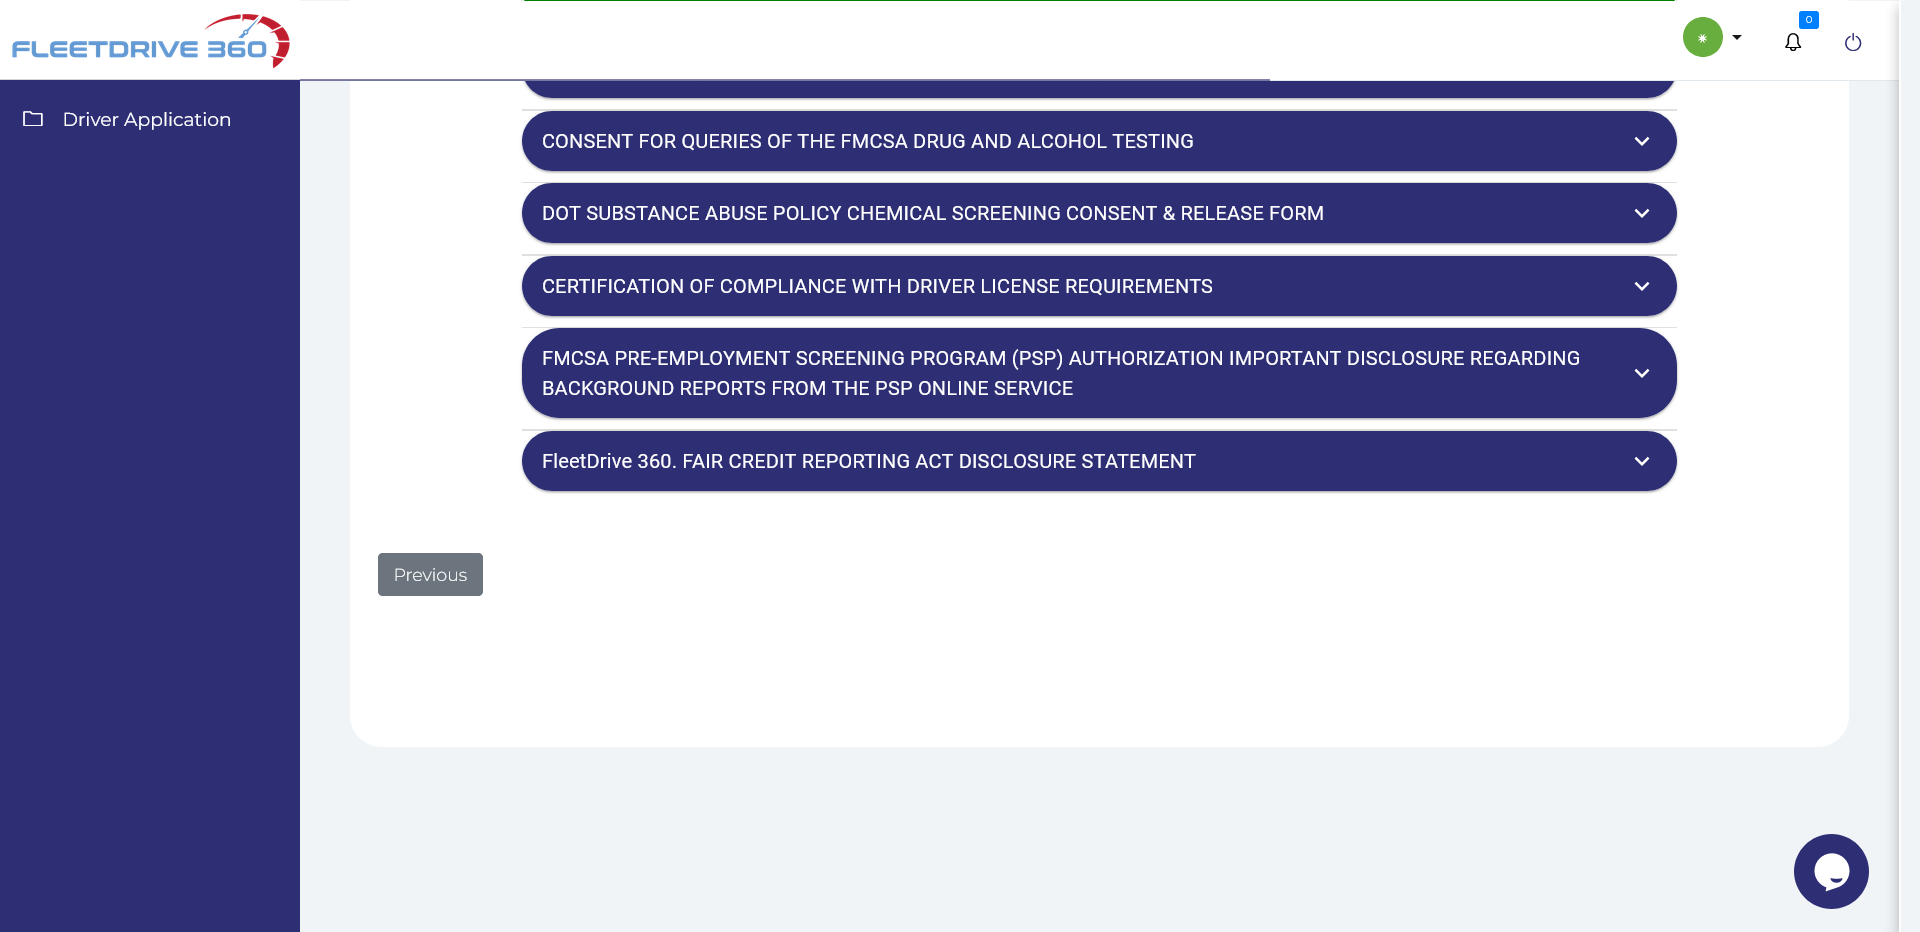 FLEETDRIVE 360
0
Driver Application
CONSENT FOR QUERIES OF THE FMCSA DRUG AND ALCOHOL TESTING
DOT SUBSTANCE ABUSE POLICY CHEMICAL SCREENING CONSENT & RELEASE FORM
CERTIFICATION OF COMPLIANCE WITH DRIVER LICENSE REQUIREMENTS
FMCSA PRE-EMPLOYMENT SCREENING PROGRAM (PSP) AUTHORIZATION IMPORTANT DISCLOSURE REGARDING
BACKGROUND REPORTS FROM THE PSP ONLINE SERVICE
FleetDrive 360. FAIR CREDIT REPORTING ACT DISCLOSURE STATEMENT
Previous